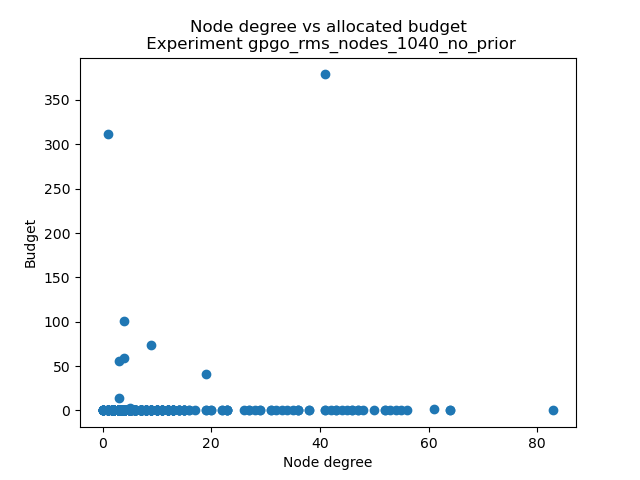 Node degree vs allocated budget
Experiment gpgo_rms_nodes_1040_no_prior
350
300
250
200
150
100
50
0
Budget
0 20 40 60 80
Node degree